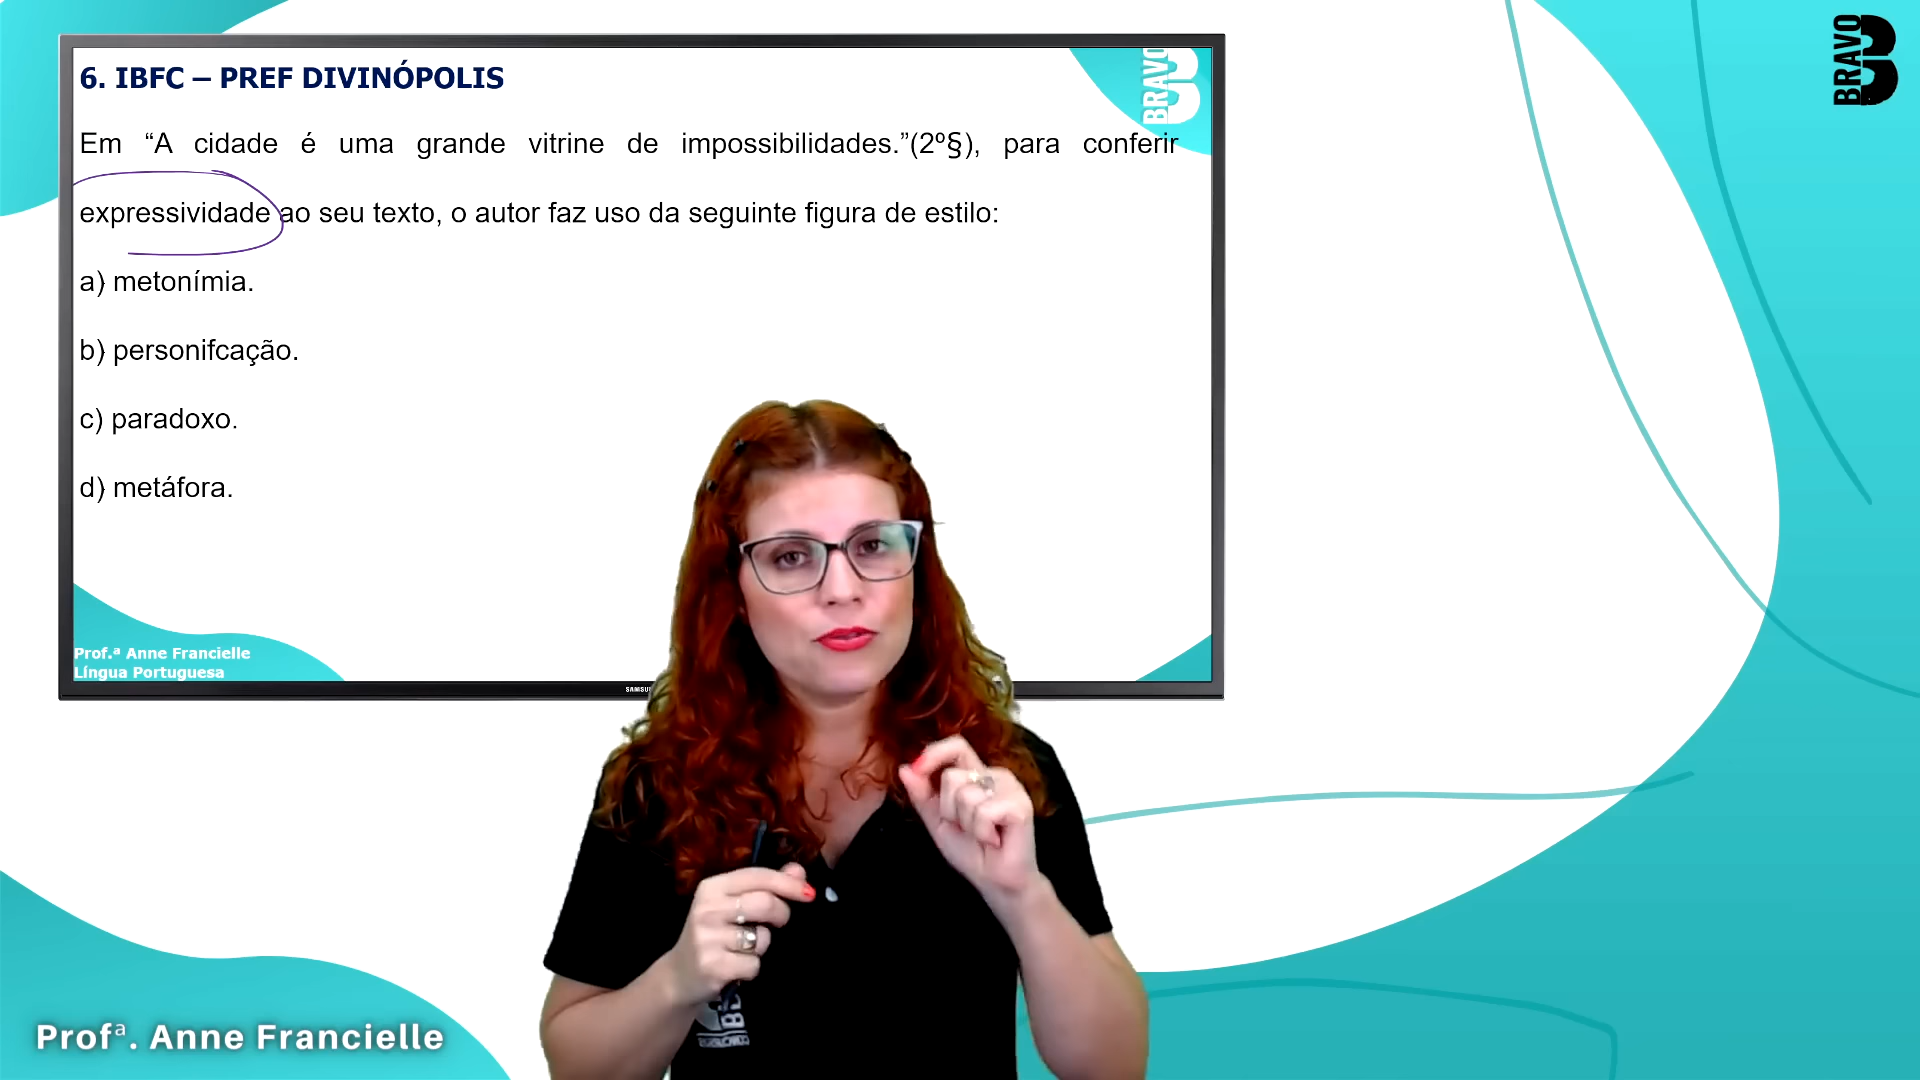 BRAVO
6. IBFC – PREF DIVINÓPOLIS
BRAVO
Em “A cidade é uma grande vitrine de impossibilidades.”(2º§), para conferir
expressividade ao seu texto, o autor faz uso da seguinte figura de estilo:
a) metonímia.
b) personifcação.
c) paradoxo.
d) metáfora.
Prof.ª Anne Francielle
Língua Portuguesa
Profª. Anne Francielle